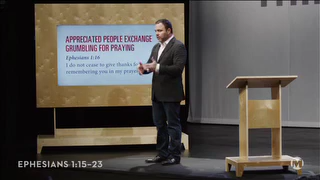 APPRECIATED PEOPLE EXCHANGE
GRUMBLING FOR PRAYING
Ephesians 1:16
I do not cease to give thanks fo
remembering you in my prayer
EPHESIANS 1:15–23